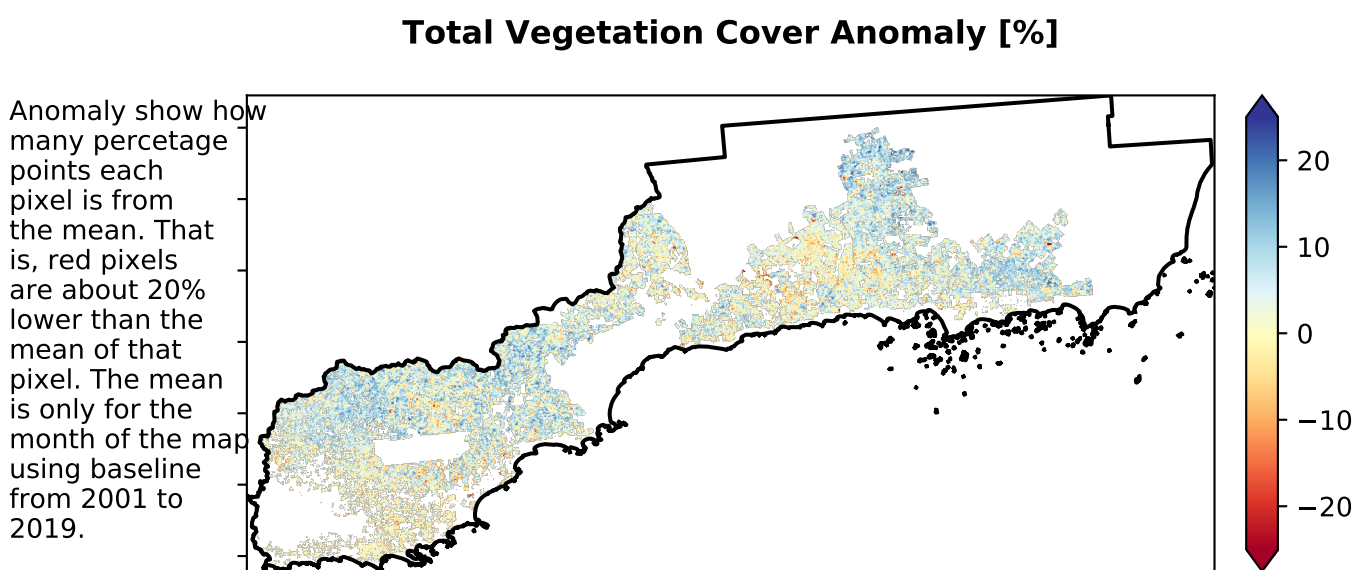 Total Vegetation Cover Anomaly [%]
Anomaly show how
many percetage
points each
pixel is from
the mean. That
is, red pixels
are about 20%
lower than the
mean of that
pixel. The mean
is only for the
month of the map
using baseline
from 2001 to
2019.
20
10
0
−10
−20